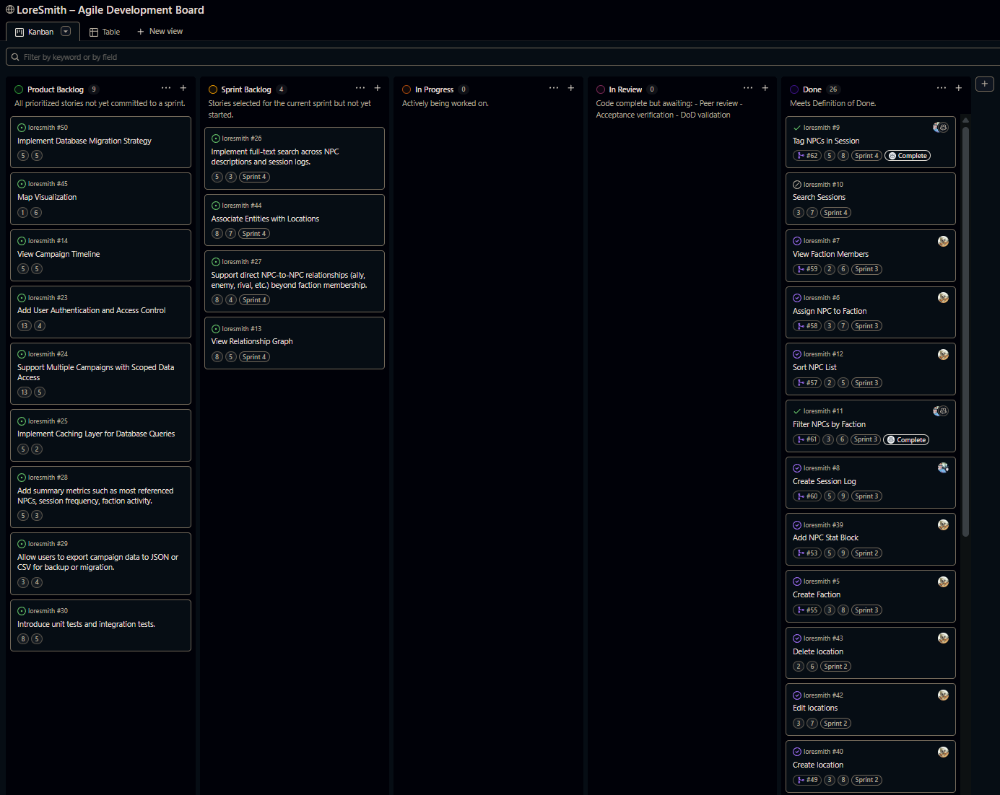 LoreSmith – Agile Development Board
Kanban
Table
New view
Filter by keyword or by field
Product Backlog 9
All prioritized stories not yet committed to a sprint.
loresmith #50
Implement Database Migration Strategy
5 5
loresmith #45
Map Visualization
1 6
loresmith #14
View Campaign Timeline
5 5
loresmith #23
Add User Authentication and Access Control
13 4
loresmith #24
Support Multiple Campaigns with Scoped Data
Access
13 5
loresmith #25
Implement Caching Layer for Database Queries
5 2
loresmith #28
Add summary metrics such as most referenced
NPCs, session frequency, faction activity.
5 3
loresmith #29
Allow users to export campaign data to JSON or
CSV for backup or migration.
3 4
loresmith #30
Introduce unit tests and integration tests.
8 5
Sprint Backlog 4
Stories selected for the current sprint but not yet
started.
loresmith #26
Implement full-text search across NPC
descriptions and session logs.
5 3 Sprint 4
loresmith #44
Associate Entities with Locations
8 7 Sprint 4
loresmith #27
Support direct NPC-to-NPC relationships (ally,
enemy, rival, etc.) beyond faction membership.
8 4 Sprint 4
loresmith #13
View Relationship Graph
8 5 Sprint 4
In Progress 0
Actively being worked on.
In Review 0
Code complete but awaiting: - Peer review -
Acceptance verification - DoD validation
Done 26
Meets Definition of Done.
loresmith #9
Tag NPCs in Session
#62 5 8 Sprint 4 Complete
loresmith #10
Search Sessions
3 7 Sprint 4
loresmith #7
View Faction Members
#59 2 6 Sprint 3
loresmith #6
Assign NPC to Faction
#58 3 7 Sprint 3
loresmith #12
Sort NPC List
#57 2 5 Sprint 3
loresmith #11
Filter NPCs by Faction
#61 3 6 Sprint 3 Complete
loresmith #8
Create Session Log
#60 5 9 Sprint 3
loresmith #39
Add NPC Stat Block
#53 5 9 Sprint 2
loresmith #5
Create Faction
#55 3 8 Sprint 3
loresmith #43
Delete location
2 6 Sprint 2
loresmith #42
Edit locations
3 7 Sprint 2
loresmith #40
Create location
#49 3 8 Sprint 2